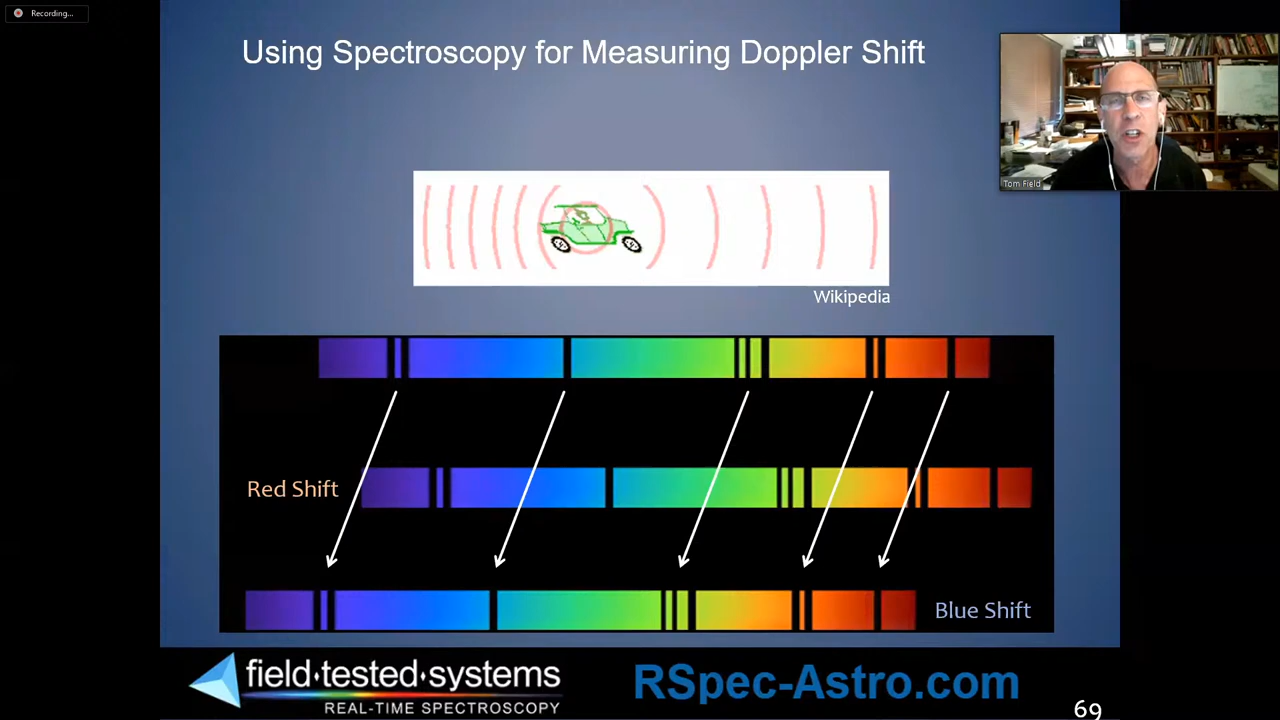 Recording...
Using Spectroscopy for Measuring Doppler Shift
Tom Field
Wikipedia
Red Shift
Blue Shift
field·tested·systems
REAL-TIME SPECTROSCOPY
RSpec-Astro.com
69